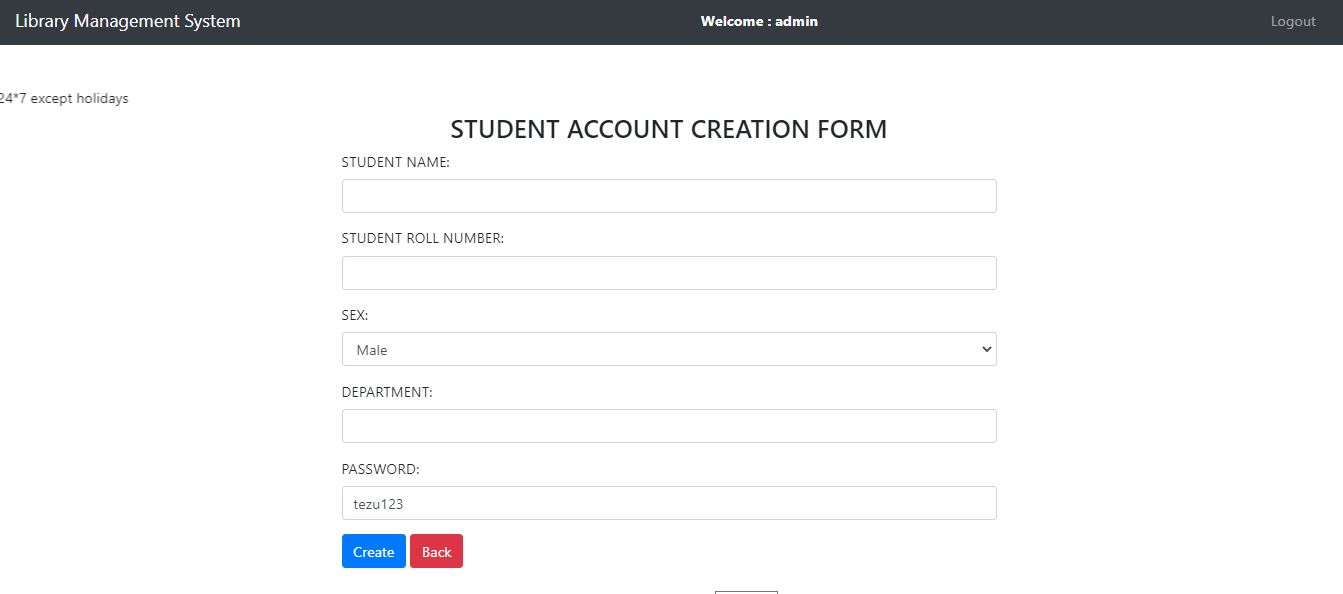 Library Management System Welcome : admin Logout
24*7 except holidays
STUDENT ACCOUNT CREATION FORM
STUDENT NAME:
STUDENT ROLL NUMBER:
SEX:
Male
DEPARTMENT:
PASSWORD:
tezu123
Create Back